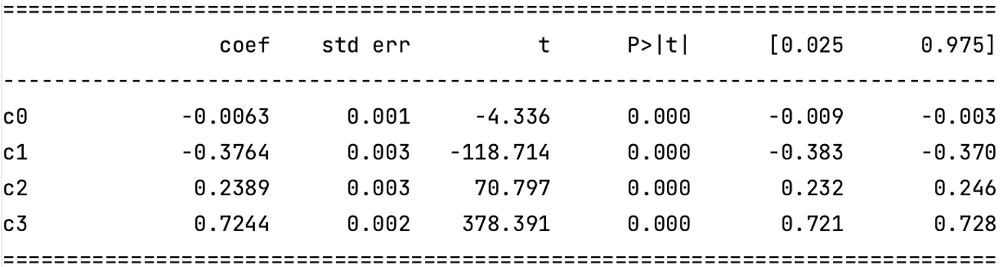 ==============================================================================
                 coef    std err          t      P>|t|      [0.025      0.975]
------------------------------------------------------------------------------
c0            -0.0063      0.001     -4.336      0.000      -0.009      -0.003
c1            -0.3764      0.003   -118.714      0.000      -0.383      -0.370
c2             0.2389      0.003     70.797      0.000       0.232       0.246
c3             0.7244      0.002    378.391      0.000       0.721       0.728
==============================================================================